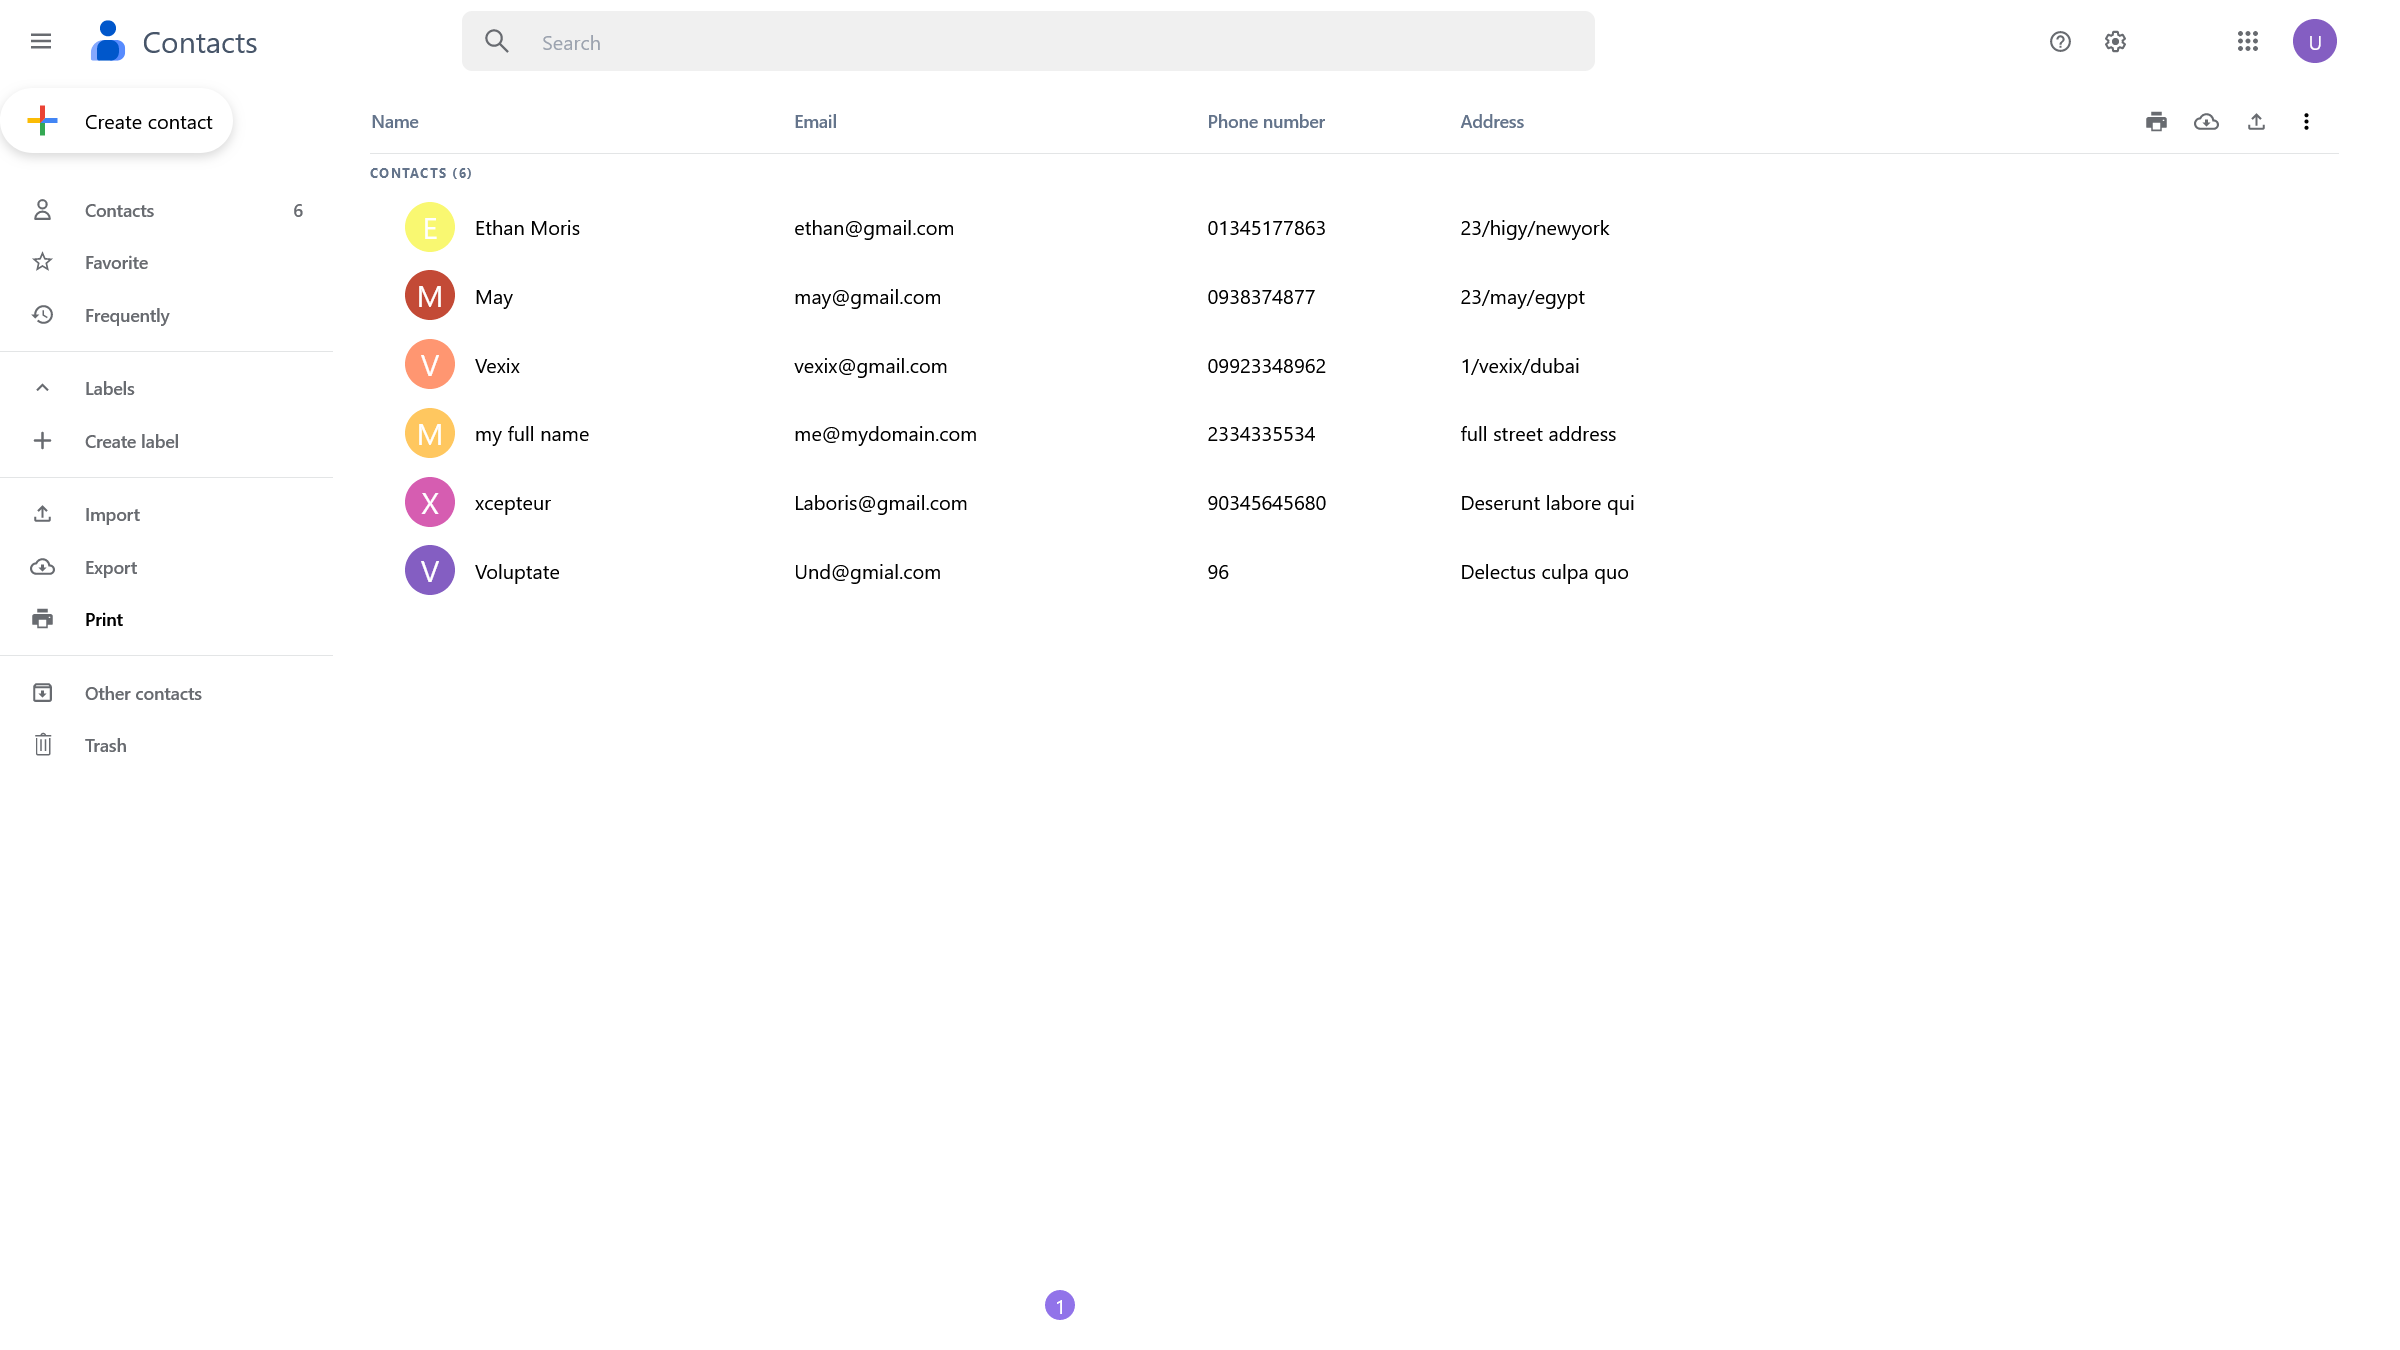 Contacts
Search
U
Create contact
Name Email Phone number Address
CONTACTS (6)
Contacts 6
Favorite
Frequently
Labels
Create label
Import
Export
Print
Other contacts
Trash
E Ethan Moris ethan@gmail.com 01345177863 23/higy/newyork
M May may@gmail.com 0938374877 23/may/egypt
V Vexix vexix@gmail.com 09923348962 1/vexix/dubai
M my full name me@mydomain.com 2334335534 full street address
X xcepteur Laboris@gmail.com 90345645680 Deserunt labore qui
V Voluptate Und@gmial.com 96 Delectus culpa quo
1